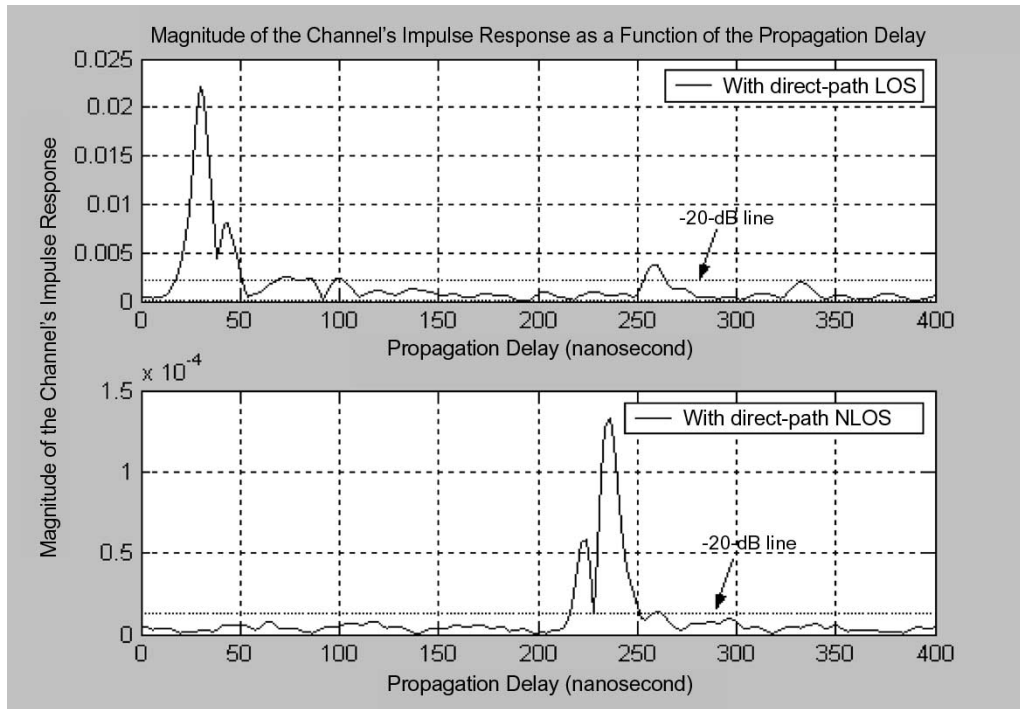 Magnitude of the Channel's Impulse Response as a Function of the Propagation Delay
Magnitude of the Channel's Impulse Response
0.025
0.02
0.015
0.01
0.005
0
With direct-path LOS
-20-dB line
0 50 100 150 200 250 300 350 400
Propagation Delay (nanosecond)
x 10^-4
1.5
1
0.5
0
With direct-path NLOS
-20-dB line
0 50 100 150 200 250 300 350 400
Propagation Delay (nanosecond)